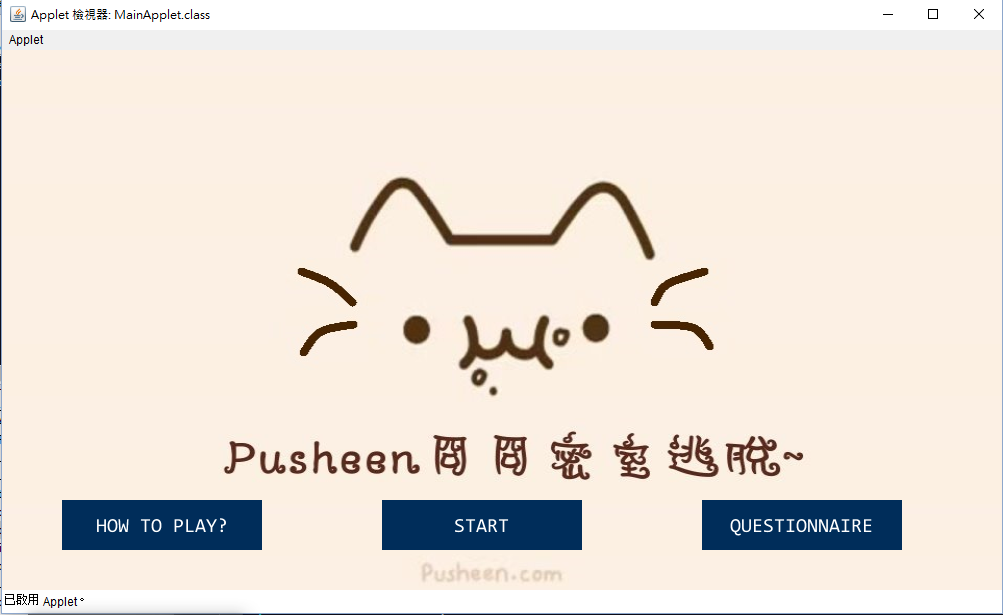 Applet 檢視器: MainApplet.class
Applet
Pusheen悶悶密室逃脫~
HOW TO PLAY?
START
QUESTIONNAIRE
Pusheen.com
已啟用 Applet。